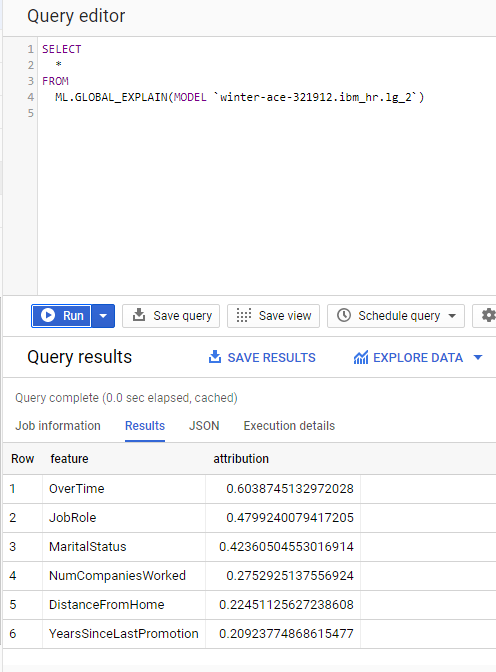 Query editor
1 SELECT
2 *
3 FROM
4 ML.GLOBAL_EXPLAIN(MODEL `winter-ace-321912.ibm_hr.lg_2`)
5
Run Save query Save view Schedule query
Query results SAVE RESULTS EXPLORE DATA
Query complete (0.0 sec elapsed, cached)
Job information Results JSON Execution details
Row feature attribution
1 OverTime 0.6038745132972028
2 JobRole 0.4799240079417205
3 MaritalStatus 0.42360504553016914
4 NumCompaniesWorked 0.2752925137556924
5 DistanceFromHome 0.22451125627238608
6 YearsSinceLastPromotion 0.20923774868615477